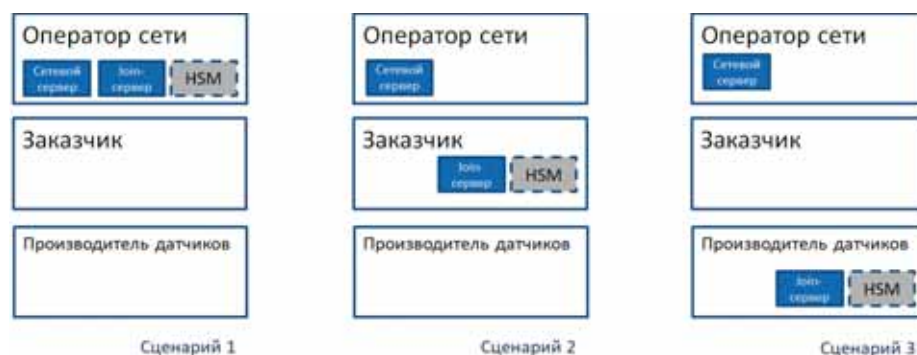 Оператор сети
Сетевой
сервер
Join-
сервер
HSM
Заказчик
Производитель датчиков
Сценарий 1
Оператор сети
Сетевой
сервер
Заказчик
Join-
сервер
HSM
Производитель датчиков
Сценарий 2
Оператор сети
Сетевой
сервер
Заказчик
Производитель датчиков
Join-
сервер
HSM
Сценарий 3